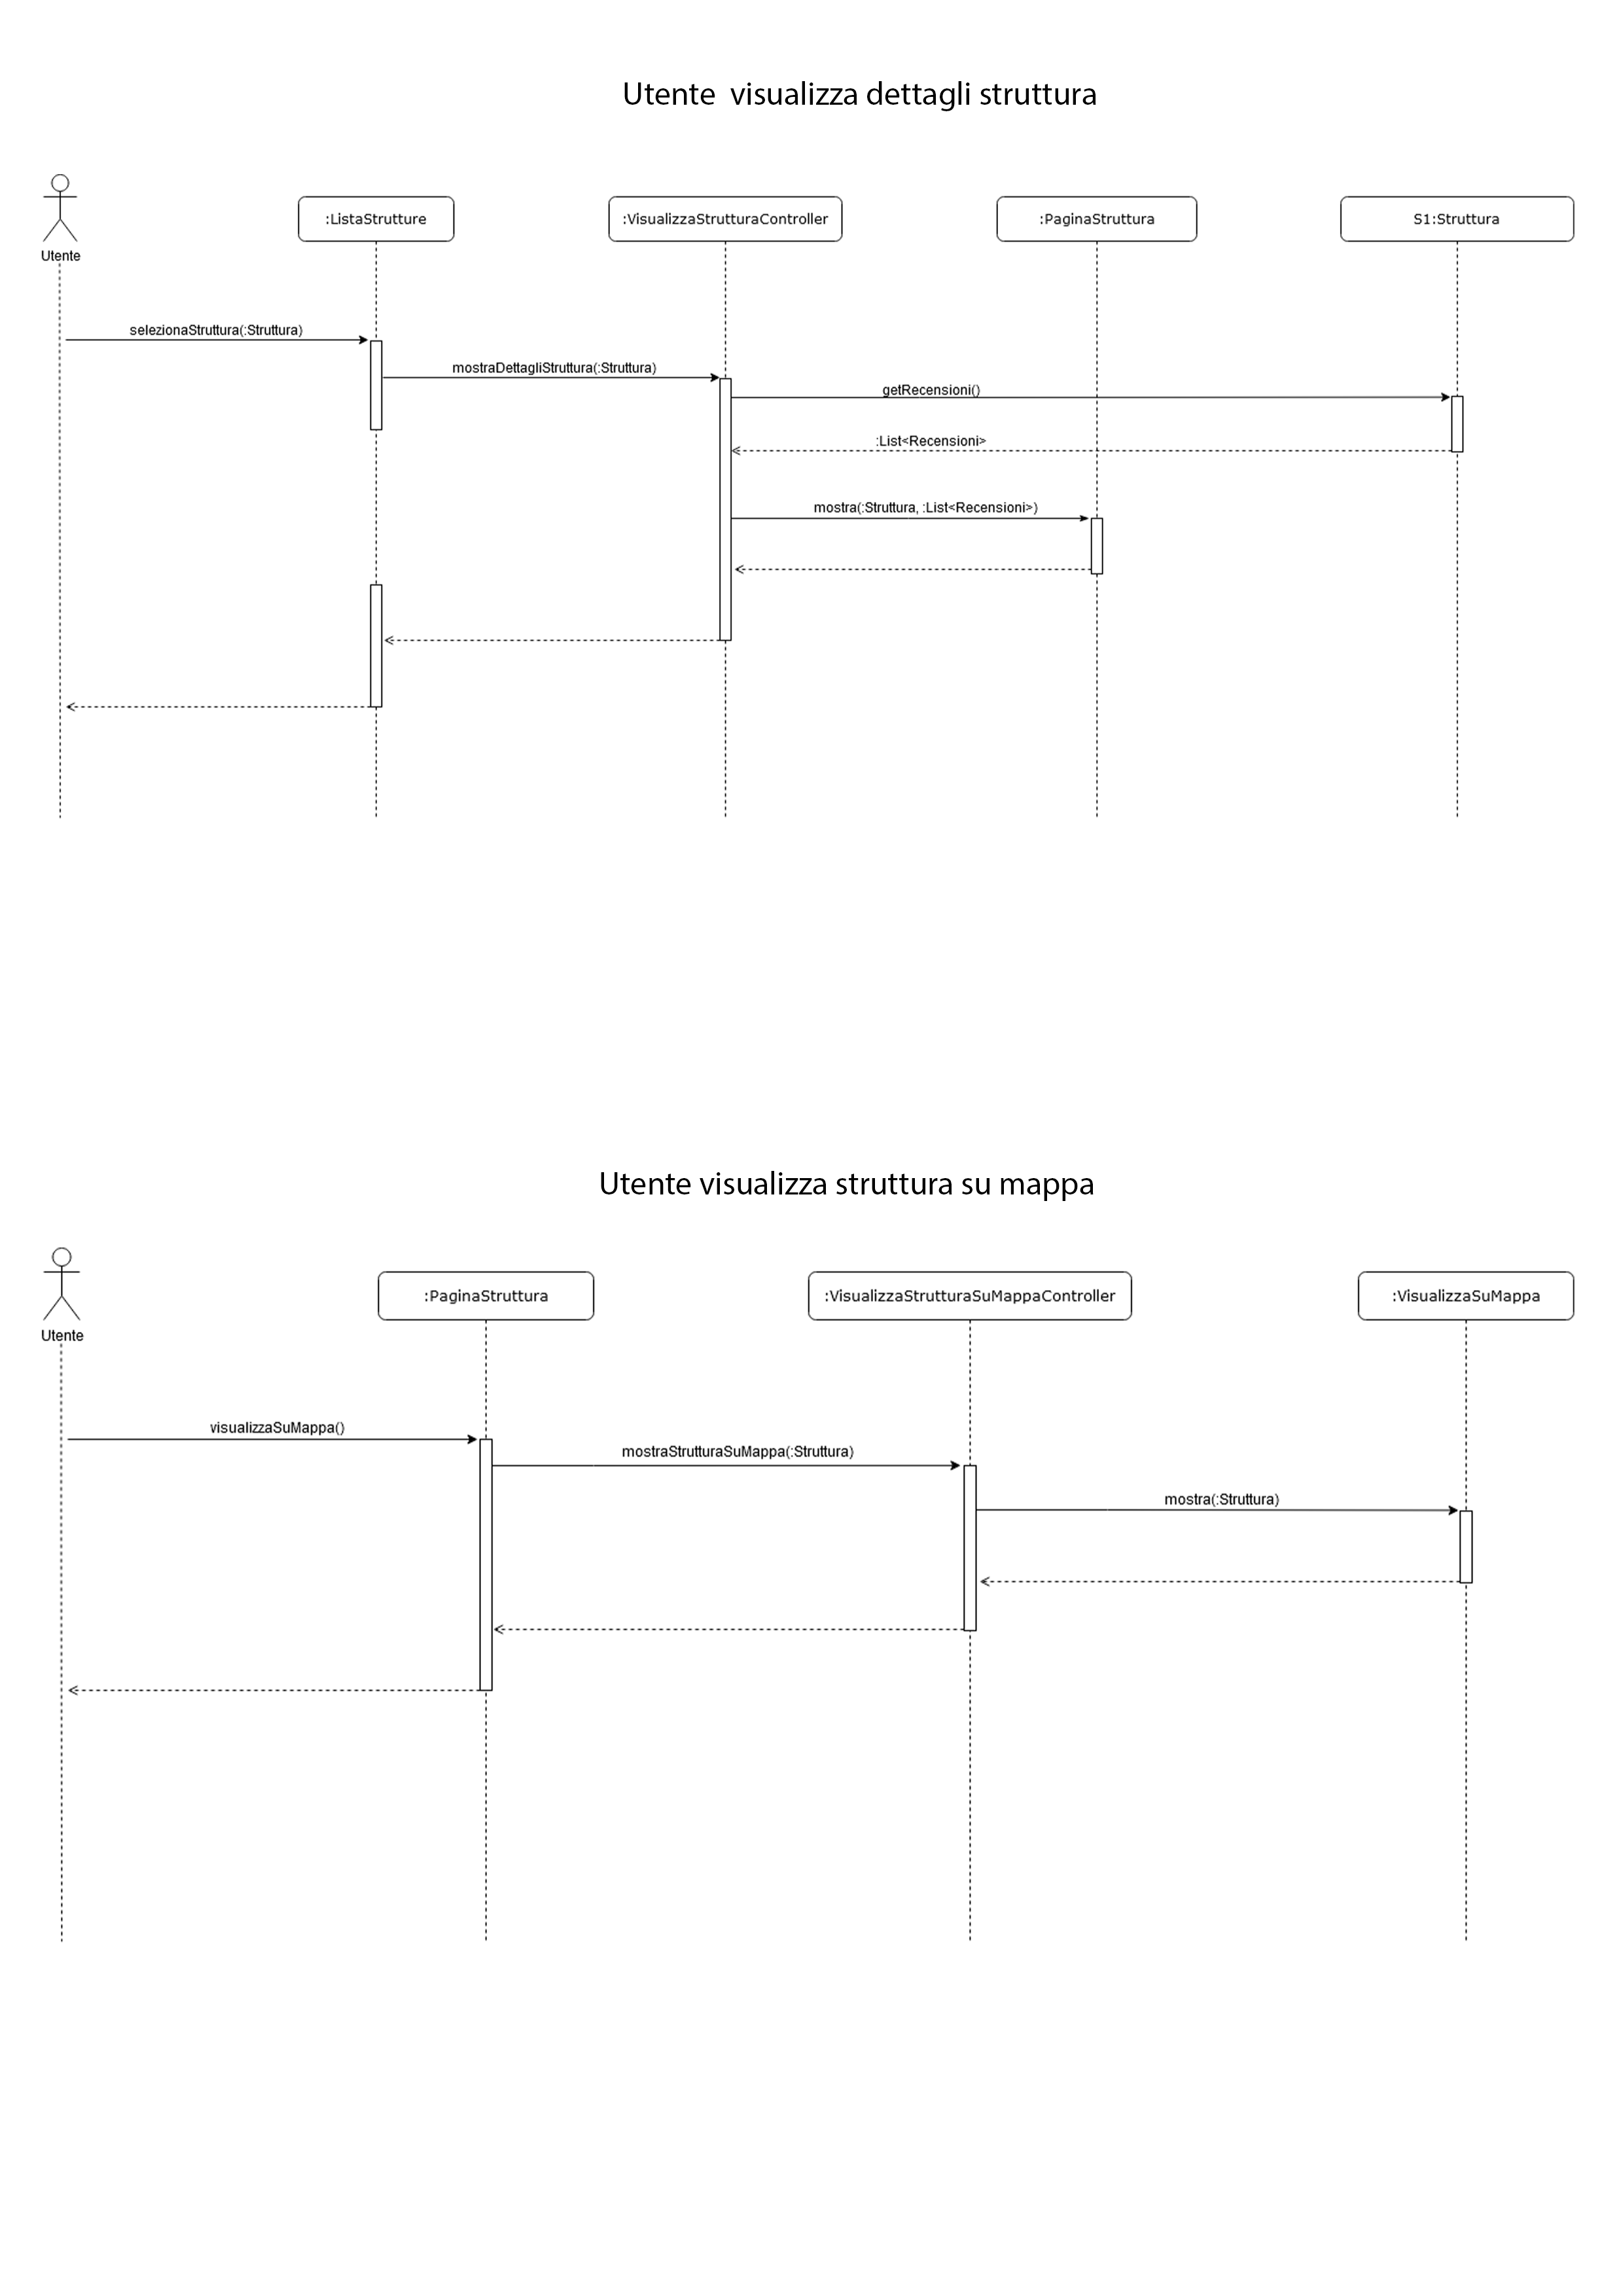 Utente visualizza dettagli struttura
:ListaStrutture
:VisualizzaStrutturaController
:PaginaStruttura
S1:Struttura
Utente
selezionaStruttura(:Struttura)
mostraDettagliStruttura(:Struttura)
getRecensioni()
:List<Recensioni>
mostra(:Struttura, :List<Recensioni>)
Utente visualizza struttura su mappa
:PaginaStruttura
:VisualizzaStrutturaSuMappaController
:VisualizzaSuMappa
Utente
visualizzaSuMappa()
mostraStrutturaSuMappa(:Struttura)
mostra(:Struttura)